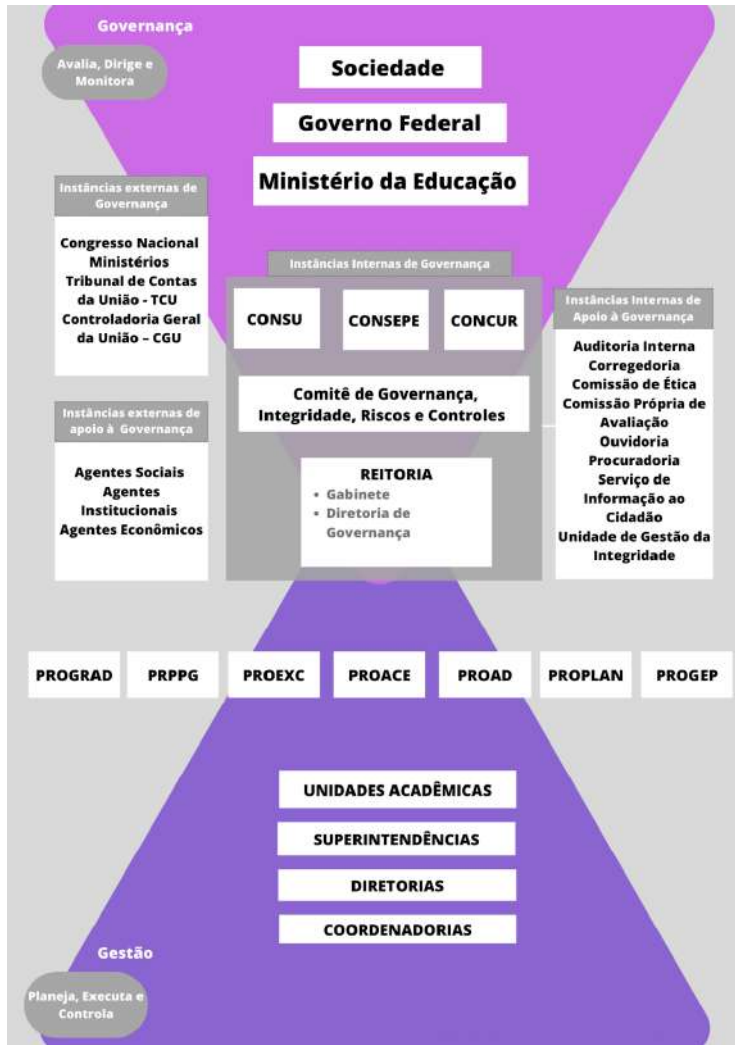 Governança
Avalia, Dirige e
Monitora
Sociedade
Governo Federal
Ministério da Educação
Instâncias externas de
Governança
Congresso Nacional
Ministérios
Tribunal de Contas
da União - TCU
Controladoria Geral
da União – CGU
Instâncias Internas de Governança
CONSU
CONSEPE
CONCUR
Comitê de Governança,
Integridade, Riscos e Controles
REITORIA
• Gabinete
• Diretoria de
Governança
Instâncias Internas de
Apoio à Governança
Auditoria Interna
Corregedoria
Comissão de Ética
Comissão Própria de
Avaliação
Ouvidoria
Procuradoria
Serviço de
Informação ao
Cidadão
Unidade de Gestão da
Integridade
Instâncias externas de
apoio à Governança
Agentes Sociais
Agentes
Institucionais
Agentes Econômicos
PROGRAD
PRPPG
PROEXC
PROACE
PROAD
PROPLAN
PROGEP
UNIDADES ACADÊMICAS
SUPERINTENDÊNCIAS
DIRETORIAS
COORDENADORIAS
Gestão
Planeja, Executa e
Controla